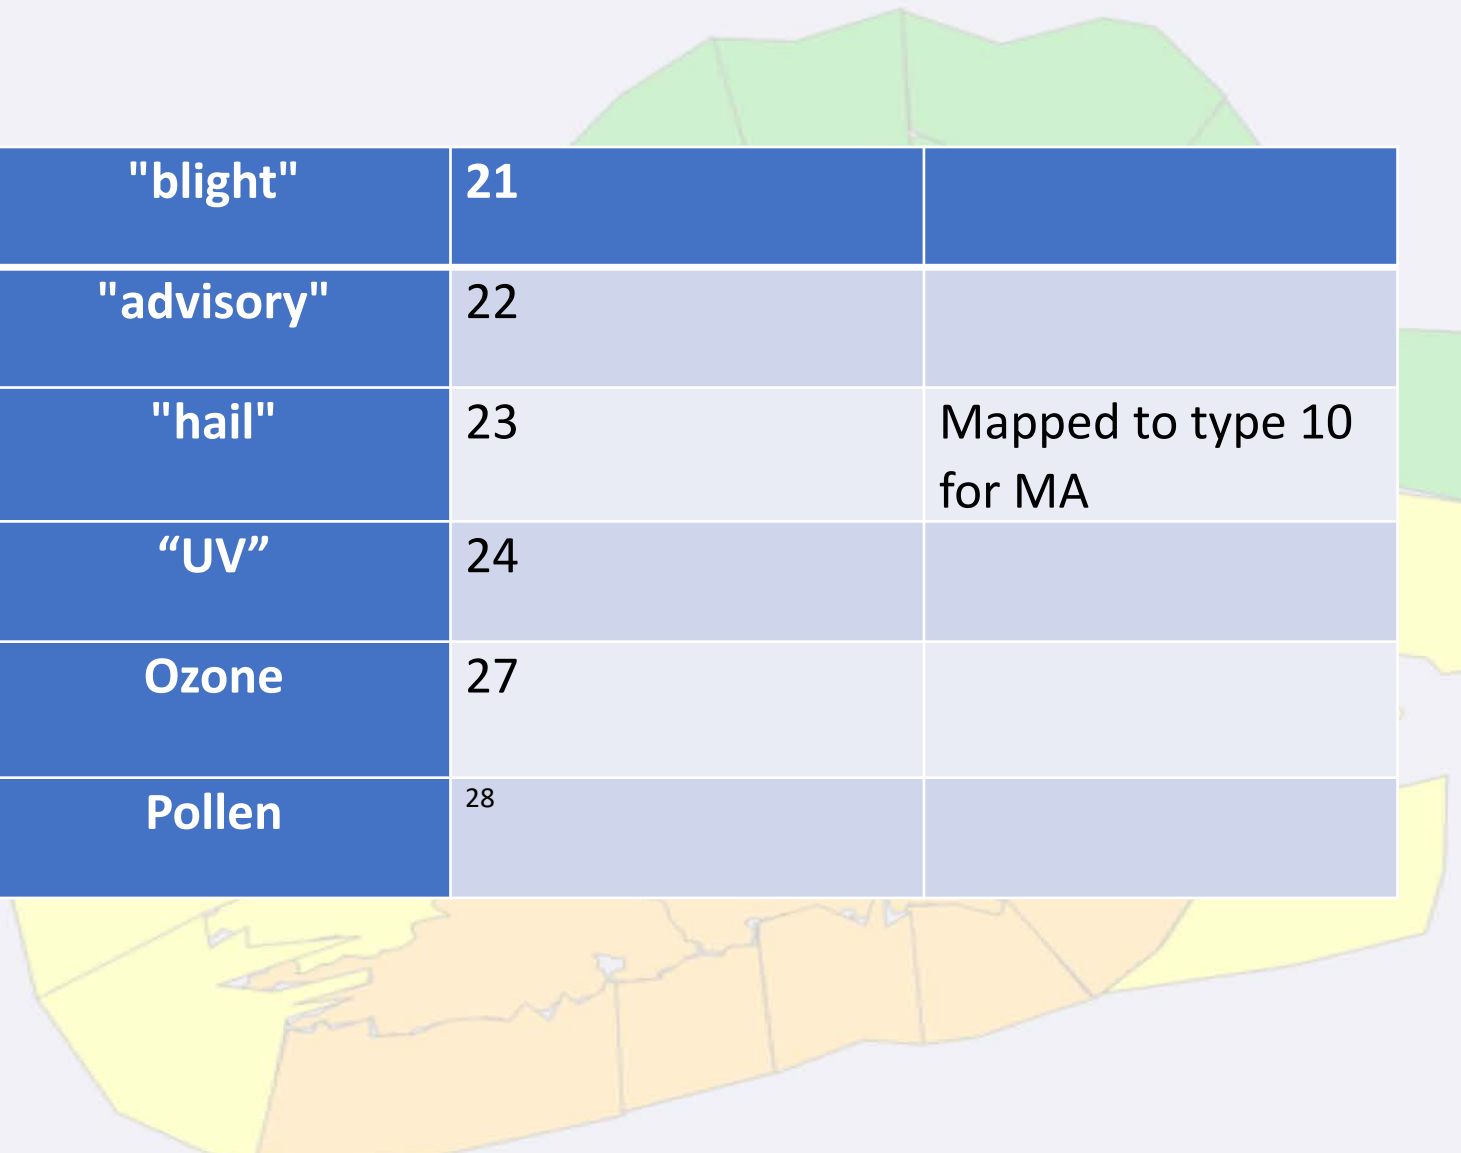 "blight" 21
"advisory" 22
"hail" 23 Mapped to type 10
for MA
“UV” 24
Ozone 27
Pollen 28